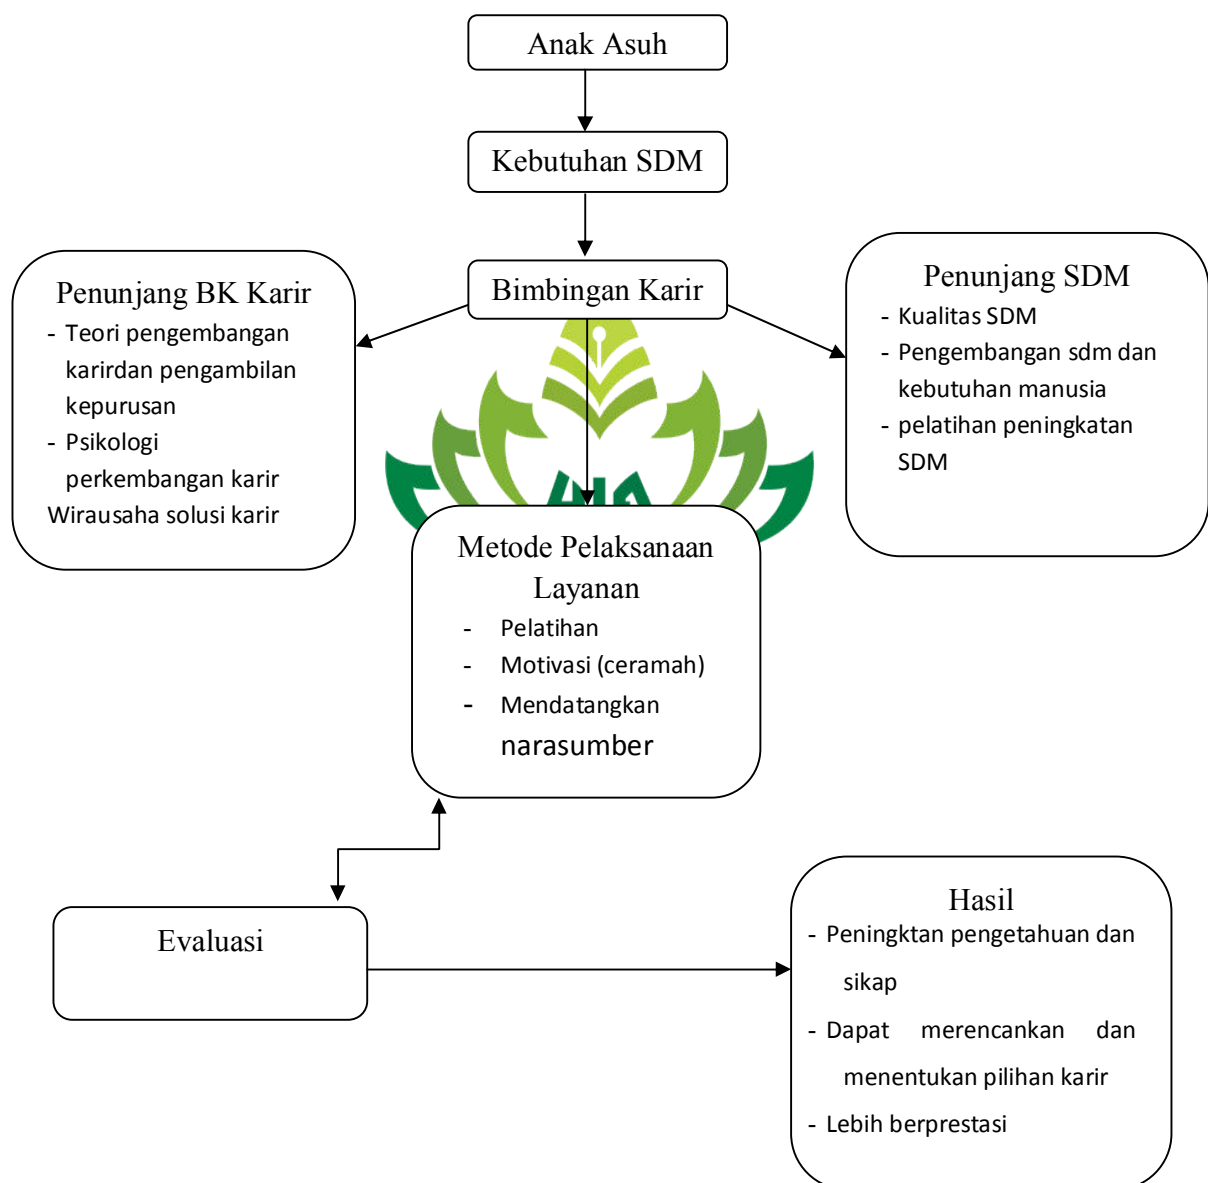 Anak Asuh
Kebutuhan SDM
Bimbingan Karir
Penunjang BK Karir
- Teori pengembangan
karirdan pengambilan
kepurusan
- Psikologi
perkembangan karir
Wirausaha solusi karir
Penunjang SDM
- Kualitas SDM
- Pengembangan sdm dan
kebutuhan manusia
- pelatihan peningkatan
SDM
Metode Pelaksanaan
Layanan
- Pelatihan
- Motivasi (ceramah)
- Mendatangkan
narasumber
Evaluasi
Hasil
- Peningktan pengetahuan dan
sikap
- Dapat merencankan dan
menentukan pilihan karir
- Lebih berprestasi